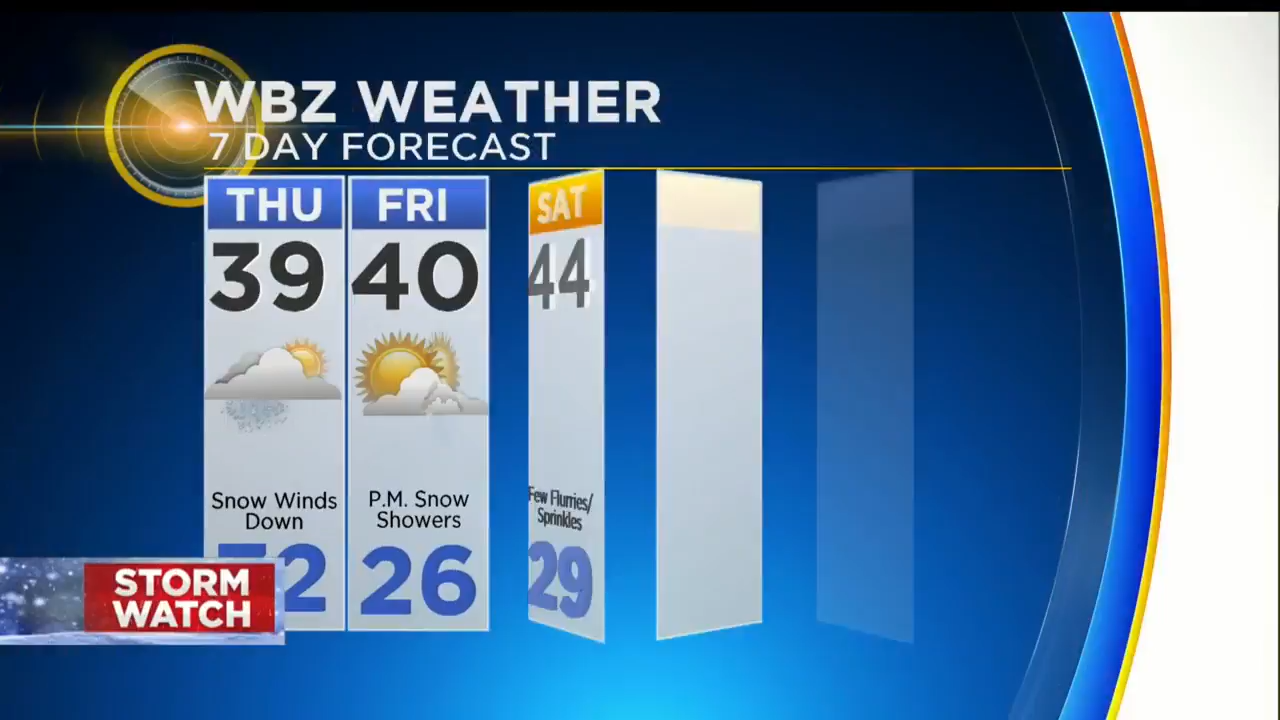 WBZ WEATHER
7 DAY FORECAST
THU
39
Snow Winds
Down
FRI
40
P.M. Snow
Showers
26
SAT
44
Few Flurries/
Sprinkles
29
STORM
WATCH